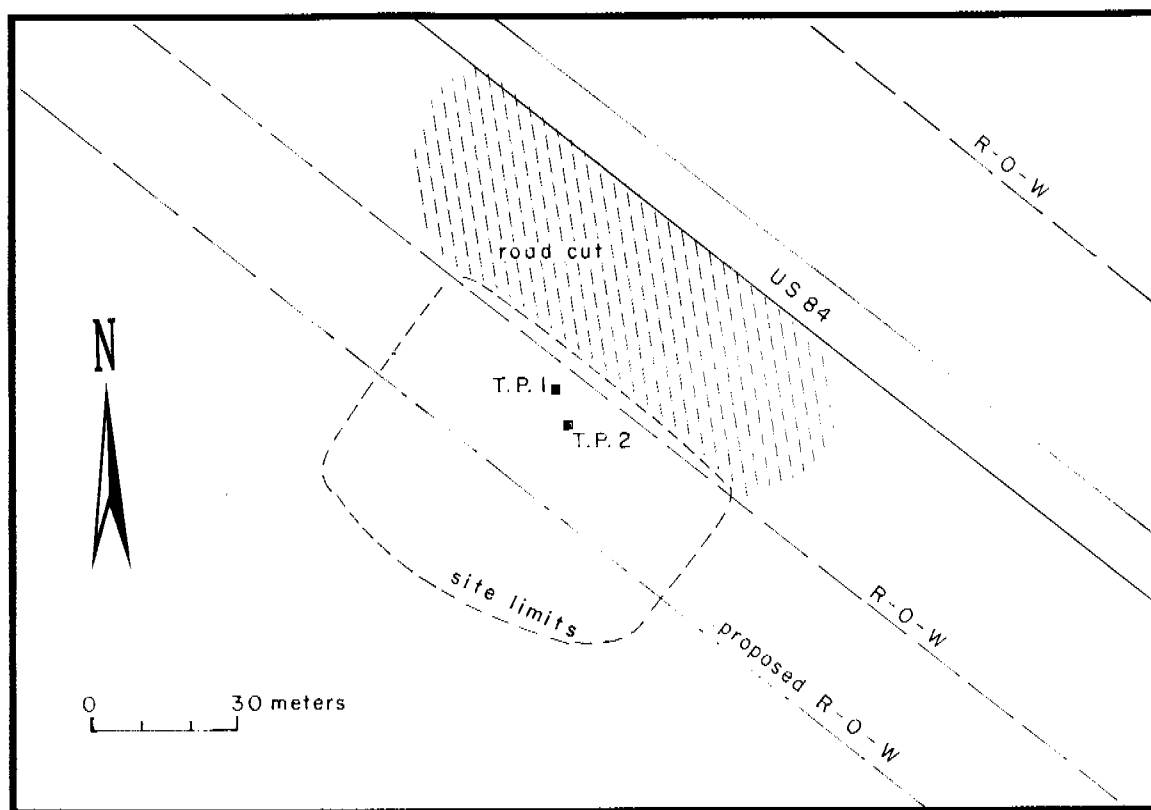 R-O-W
road cut
US 84
N
T.P. 1
T.P. 2
site limits
R-O-W
proposed R-O-W
0 30 meters